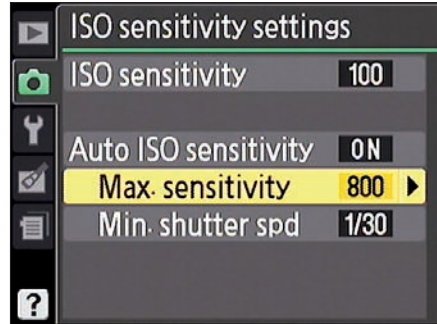 ISO sensitivity settings
ISO sensitivity 100
Auto ISO sensitivity ON
Max. sensitivity 800
Min. shutter spd 1/30
?